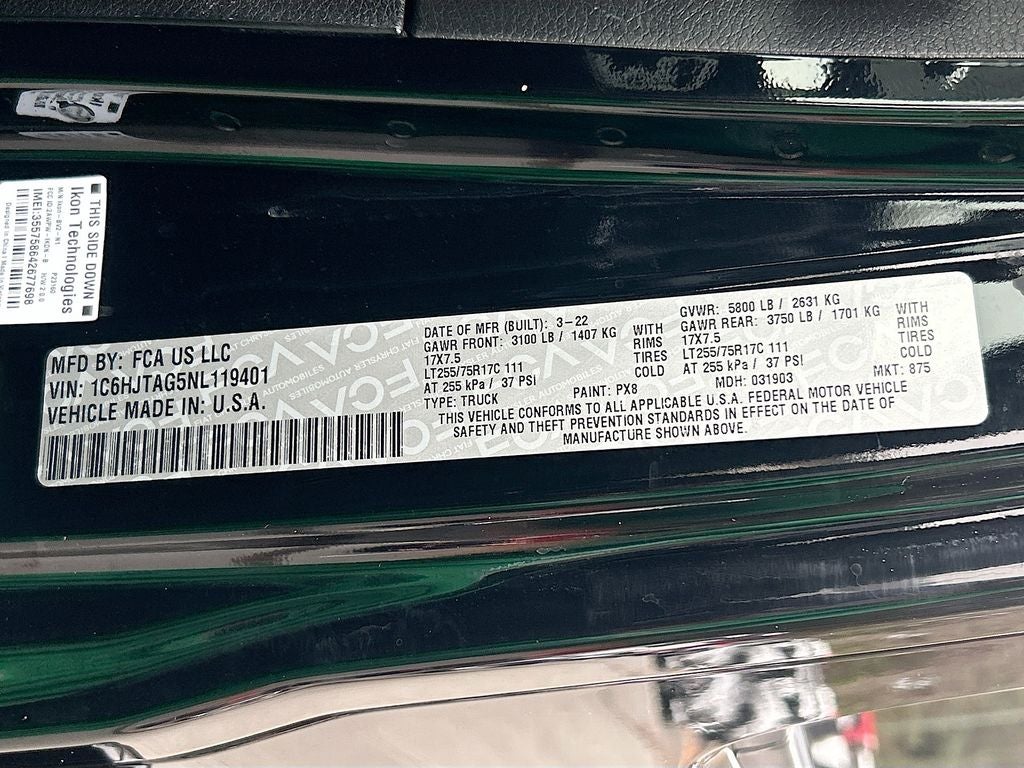 THIS SIDE DOWN
Ikon Technologies
IMEI:355758642677698
MFD BY: FCA US LLC
VIN: 1C6HJTAG5NL119401
VEHICLE MADE IN: U.S.A.
DATE OF MFR (BUILT): 3-22
GAWR FRONT: 3100 LB / 1407 KG WITH
17X7.5 RIMS
LT255/75R17C 111 TIRES
AT 255 kPa / 37 PSI COLD
TYPE: TRUCK
PAINT: PX8
GVWR: 5800 LB / 2631 KG
GAWR REAR: 3750 LB / 1701 KG WITH
17X7.5 RIMS
LT255/75R17C 111 TIRES
AT 255 kPa / 37 PSI COLD
MDH: 031903 MKT: 875
THIS VEHICLE CONFORMS TO ALL APPLICABLE U.S.A. FEDERAL MOTOR VEHICLE
SAFETY AND THEFT PREVENTION STANDARDS IN EFFECT ON THE DATE OF
MANUFACTURE SHOWN ABOVE.